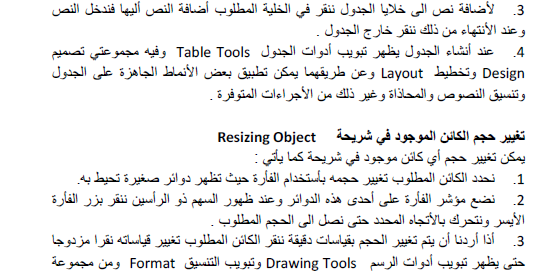 3. لأضافة نص الى خلايا الجدول ننقر في الخلية المطلوب أضافة النص أليها فندخل النص
وعند الأنتهاء من ذلك ننقر خارج الجدول .
4. عند أنشاء الجدول يظهر تبويب أدوات الجدول Table Tools وفيه مجموعتي تصميم
Design وتخطيط Layout وعن طريقهما يمكن تطبيق بعض الأنماط الجاهزة على الجدول
وتنسيق النصوص والمحاذاة وغير ذلك من الأجراءات المتوفرة .
تغيير حجم الكائن الموجود في شريحة Resizing Object
يمكن تغيير حجم أي كائن موجود في شريحة كما يأتي :
1. نحدد الكائن المطلوب تغيير حجمه بأستخدام الفأرة حيث تظهر دوائر صغيرة تحيط به.
2. نضع مؤشر الفأرة على أحدى هذه الدوائر وعند ظهور السهم ذو الرأسين ننقر بزر الفأرة
الأيسر ونتحرك بالأتجاه المحدد حتى نصل الى الحجم المطلوب .
3. أذا أردنا أن يتم تغيير الحجم بقياسات دقيقة ننقر الكائن المطلوب تغيير قياساته نقرا مزدوجا
حتى يظهر تبويب أدوات الرسم Drawing Tools وتبويب التنسيق Format ومن مجموعة